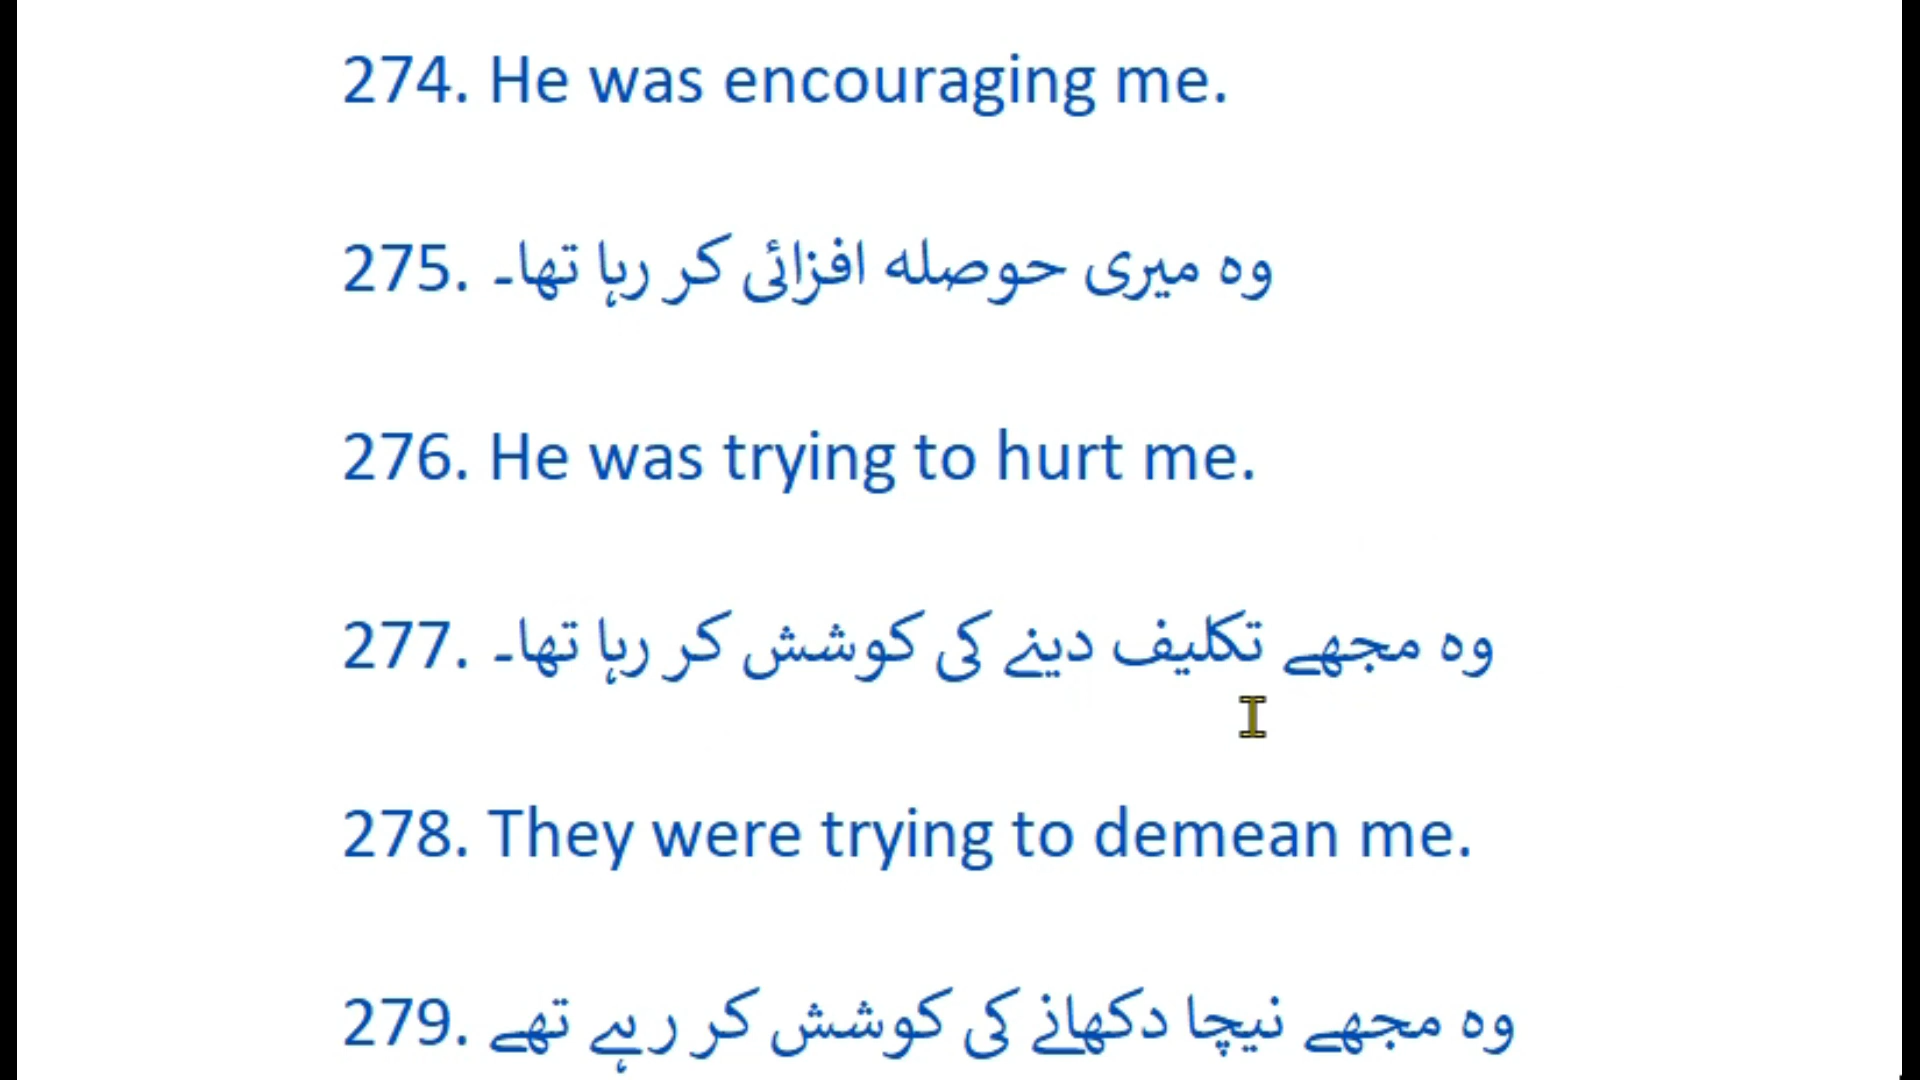 274. He was encouraging me.
275. وہ میری حوصلہ افزائی کر رہا تھا۔
276. He was trying to hurt me.
277. وہ مجھے تکلیف دینے کی کوشش کر رہا تھا۔
278. They were trying to demean me.
279. وہ مجھے نیچا دکھانے کی کوشش کر رہے تھے